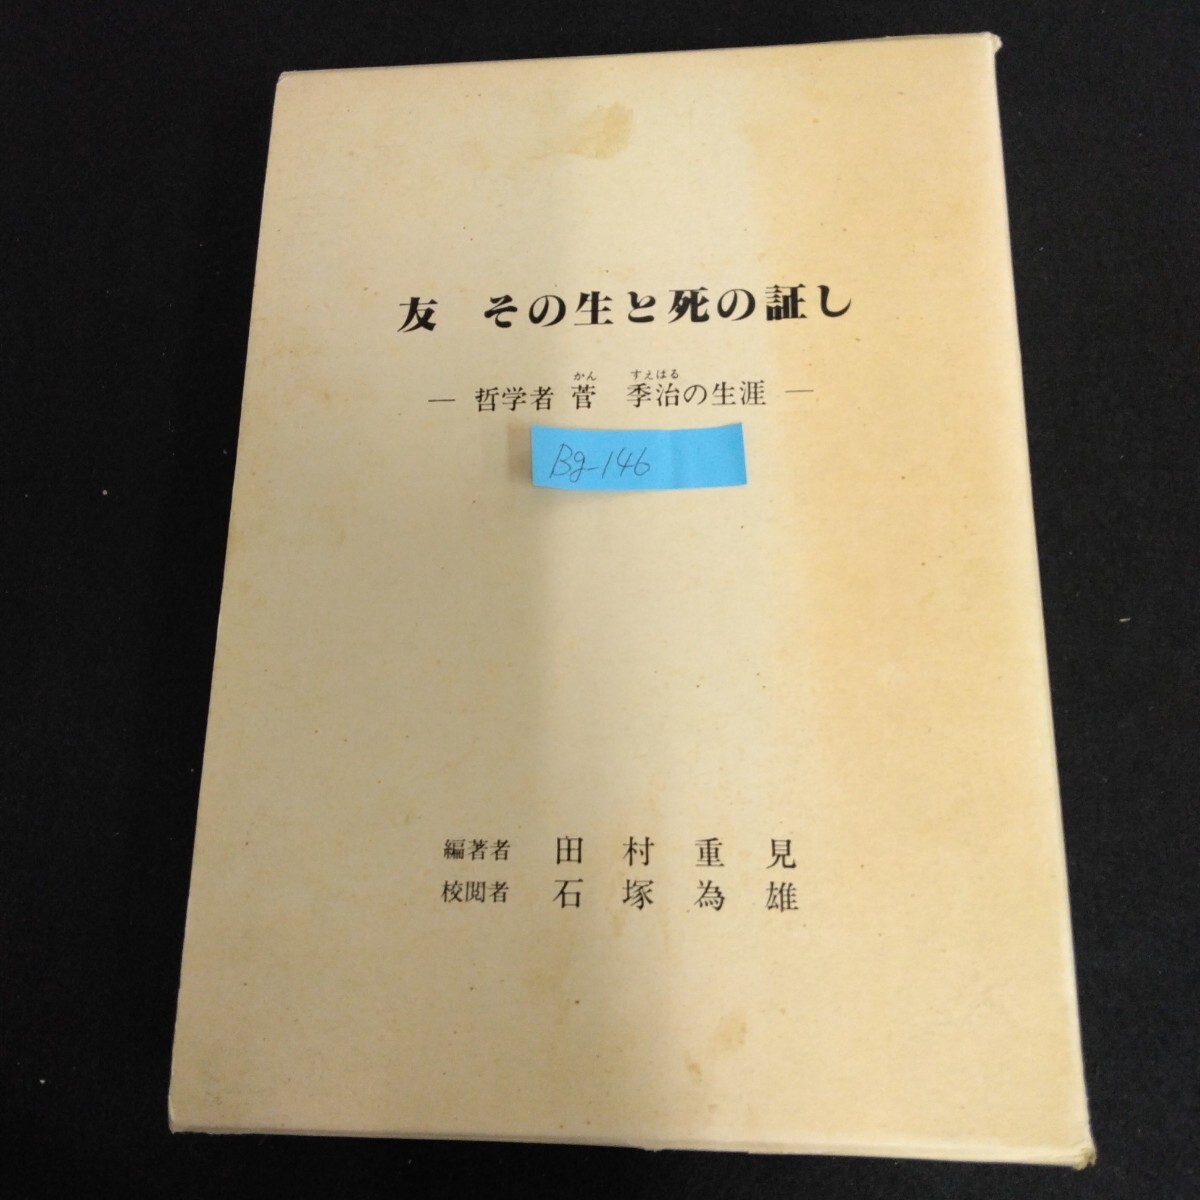 友 その生と死の証し
かん すえはる
― 哲学者 菅 季治の生涯 ―
Bg-146
編著者 田村重見
校閲者 石塚為雄